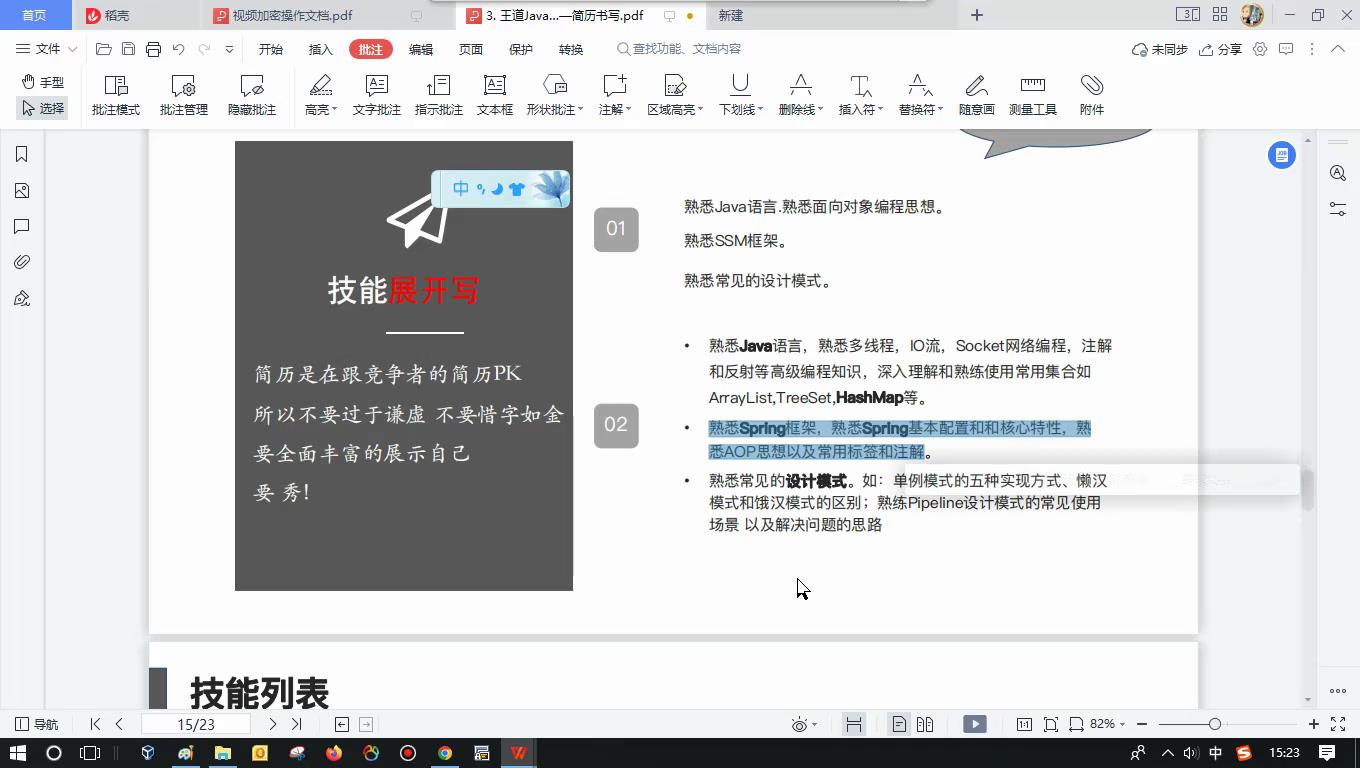 首页
稻壳
视频加密操作文档.pdf
3. 王道Java...—简历书写.pdf
新建
文件
开始
插入
批注
编辑
页面
保护
转换
查找功能、文档内容
未同步
分享
手型
选择
批注模式
批注管理
隐藏批注
高亮
文字批注
指示批注
文本框
形状批注
注解
区域高亮
下划线
删除线
插入符
替换符
随意画
测量工具
附件
中
技能展开写
简历是在跟竞争者的简历PK
所以不要过于谦虚 不要惜字如金
要全面丰富的展示自己
要 秀!
01
熟悉Java语言.熟悉面向对象编程思想。
熟悉SSM框架。
熟悉常见的设计模式。
02
• 熟悉Java语言，熟悉多线程，IO流，Socket网络编程，注解
和反射等高级编程知识，深入理解和熟练使用常用集合如
ArrayList,TreeSet,HashMap等。
• 熟悉Spring框架，熟悉Spring基本配置和和核心特性，熟
悉AOP思想以及常用标签和注解。
• 熟悉常见的设计模式。如：单例模式的五种实现方式、懒汉
模式和饿汉模式的区别；熟练Pipeline设计模式的常见使用
场景 以及解决问题的思路
技能列表
导航
15/23
82%
中
15:23